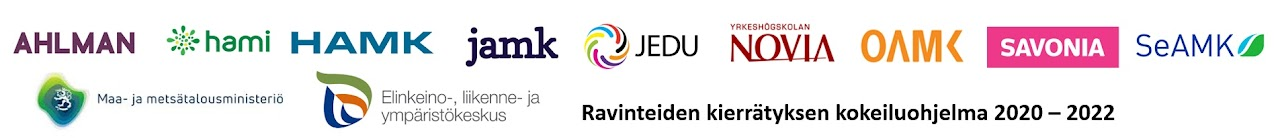 AHLMAN
hami
HAMK
jamk
JEDU
YRKESHÖGSKOLAN
NOVIA
OAMK
SAVONIA
SeAMK
Maa- ja metsätalousministeriö
Elinkeino-, liikenne- ja
ympäristökeskus
Ravinteiden kierrätyksen kokeiluohjelma 2020 – 2022